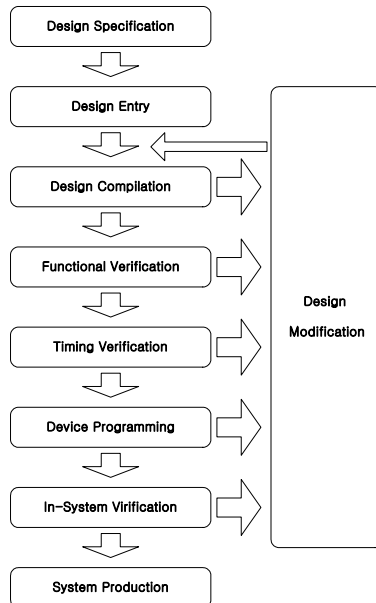 Design Specification
Design Entry
Design Compilation
Functional Verification
Timing Verification
Device Programming
In-System Virification
System Production
Design
Modification